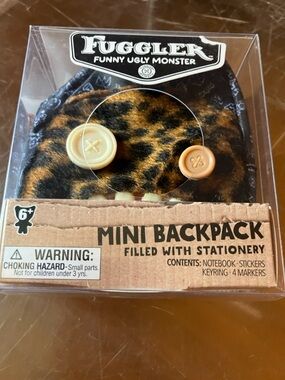 FUGGLER
FUNNY UGLY MONSTER
6+
MINI BACKPACK
FILLED WITH STATIONERY
WARNING:
CHOKING HAZARD-Small parts.
Not for children under 3 yrs.
CONTENTS: NOTEBOOK · STICKERS
KEYRING · 4 MARKERS